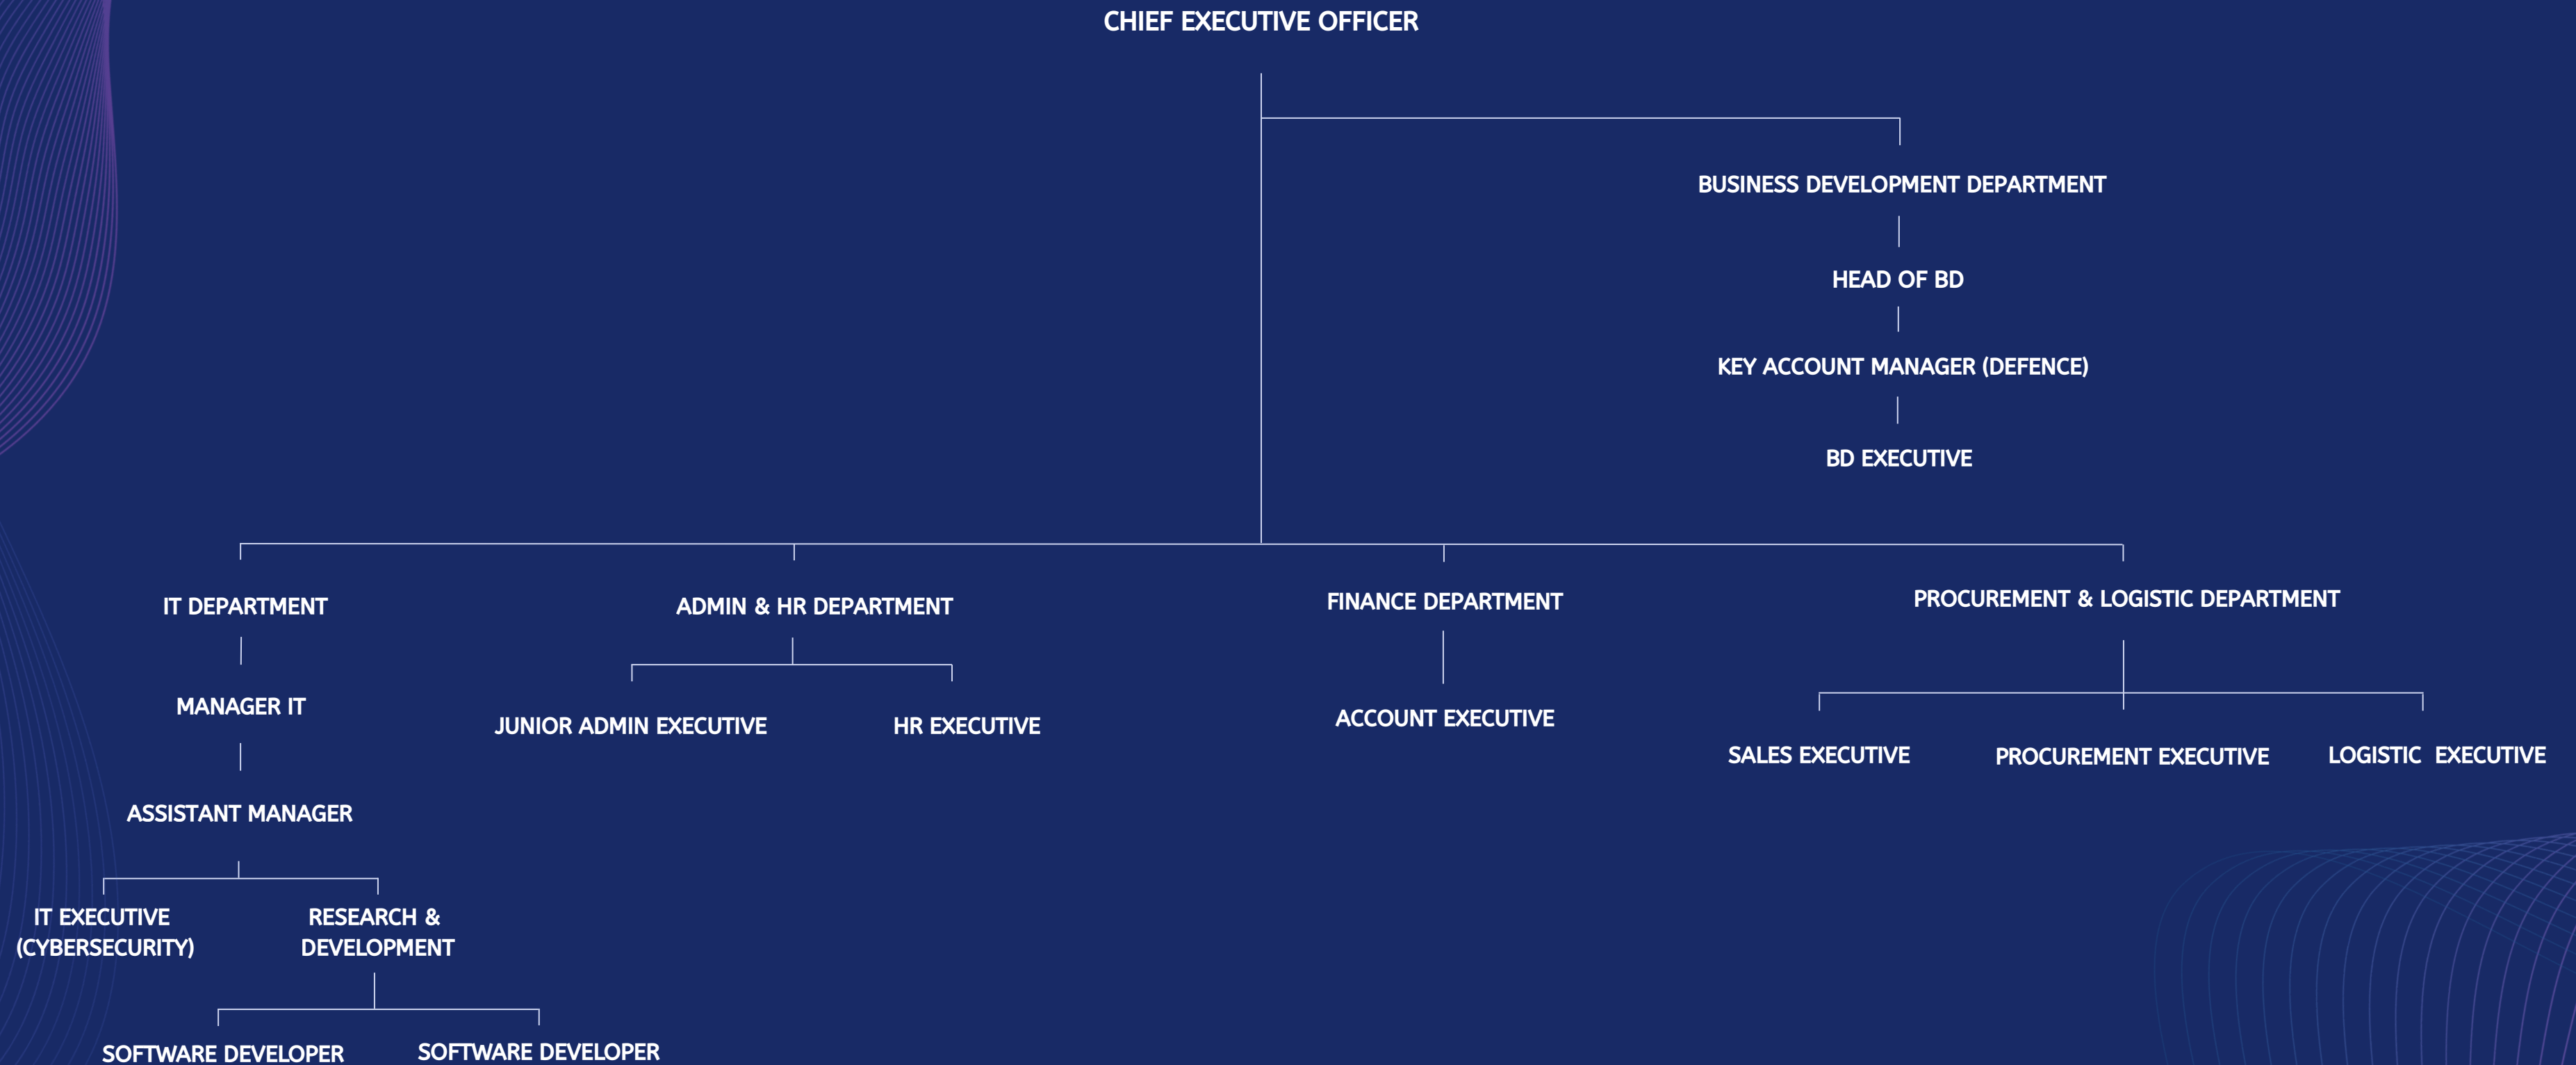 CHIEF EXECUTIVE OFFICER
BUSINESS DEVELOPMENT DEPARTMENT
HEAD OF BD
KEY ACCOUNT MANAGER (DEFENCE)
BD EXECUTIVE
IT DEPARTMENT
ADMIN & HR DEPARTMENT
FINANCE DEPARTMENT
PROCUREMENT & LOGISTIC DEPARTMENT
MANAGER IT
JUNIOR ADMIN EXECUTIVE
HR EXECUTIVE
ACCOUNT EXECUTIVE
SALES EXECUTIVE
PROCUREMENT EXECUTIVE
LOGISTIC  EXECUTIVE
ASSISTANT MANAGER
IT EXECUTIVE
(CYBERSECURITY)
RESEARCH &
DEVELOPMENT
SOFTWARE DEVELOPER
SOFTWARE DEVELOPER